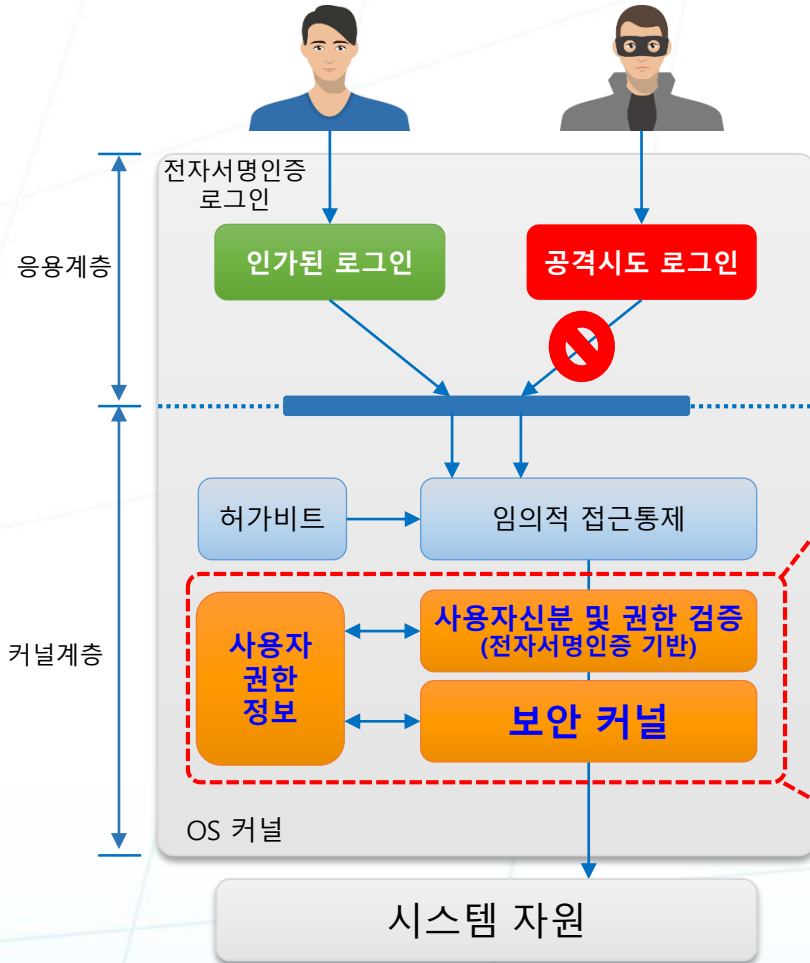 전자서명인증
로그인
인가된 로그인
공격시도 로그인
응용계층
허가비트
임의적 접근통제
사용자
권한
정보
사용자신분 및 권한 검증
(전자서명인증 기반)
보안 커널
커널계층
OS 커널
시스템 자원